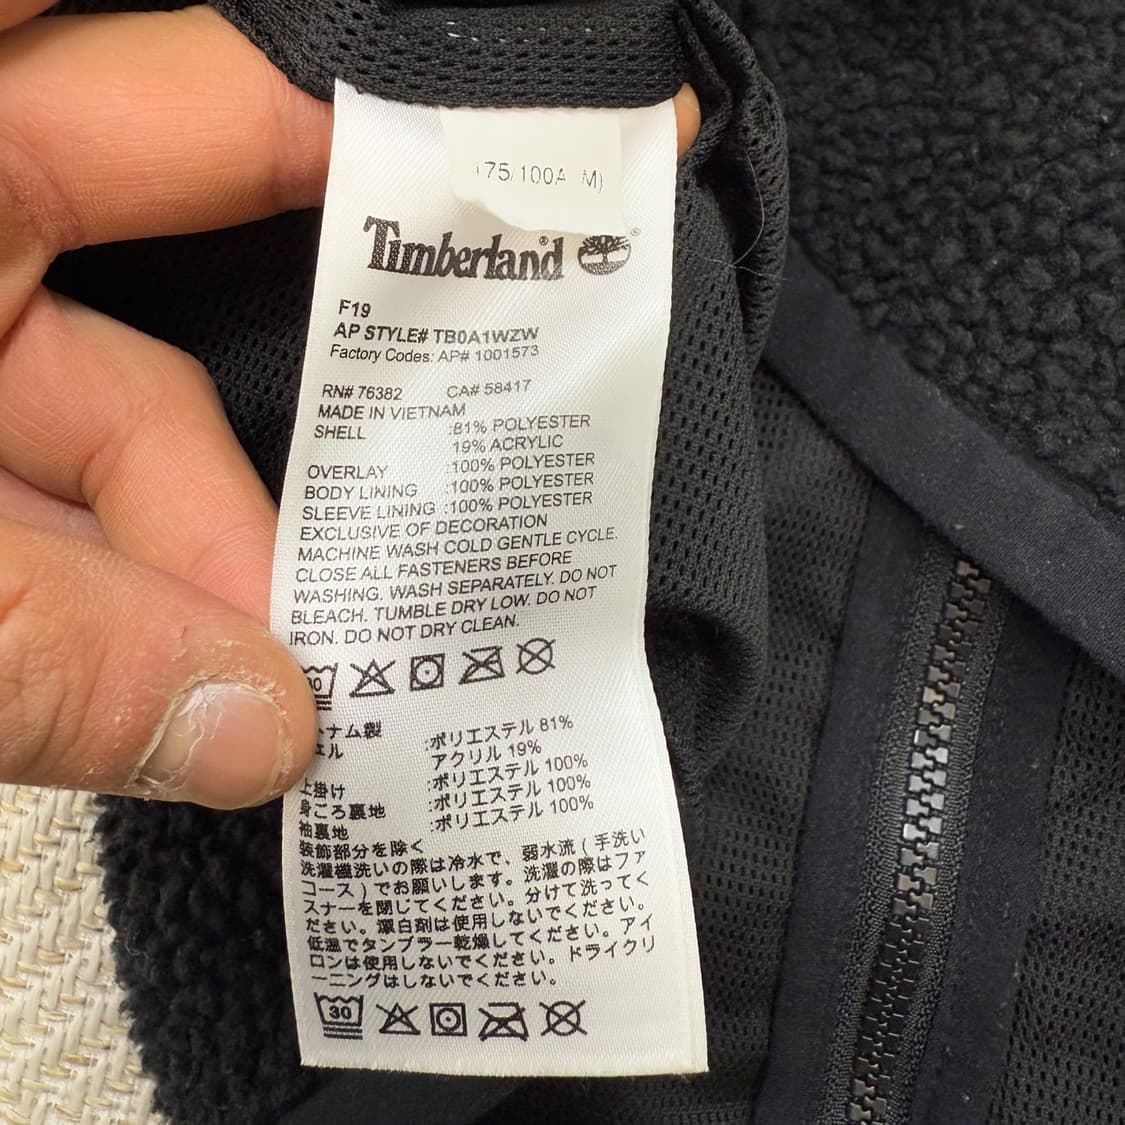 75/100A M)
Timberland ®
F19
AP STYLE# TB0A1WZW
Factory Codes: AP# 1001573
RN# 76382 CA# 58417
MADE IN VIETNAM
SHELL :81% POLYESTER
19% ACRYLIC
OVERLAY :100% POLYESTER
BODY LINING :100% POLYESTER
SLEEVE LINING :100% POLYESTER
EXCLUSIVE OF DECORATION
MACHINE WASH COLD GENTLE CYCLE.
CLOSE ALL FASTENERS BEFORE
WASHING. WASH SEPARATELY. DO NOT
BLEACH. TUMBLE DRY LOW. DO NOT
IRON. DO NOT DRY CLEAN.
30
ナム製
ェル :ポリエステル 81%
アクリル 19%
上掛け :ポリエステル 100%
身ごろ裏地 :ポリエステル 100%
袖裏地 :ポリエステル 100%
装飾部分を除く
洗濯機洗いの際は冷水で、弱水流（手洗い
コース）でお願いします。洗濯の際はファ
スナーを閉じてください。分けて洗ってく
ださい。漂白剤は使用しないでください。
低温でタンブラー乾燥してください。アイ
ロンは使用しないでください。ドライクリ
ーニングはしないでください。
30